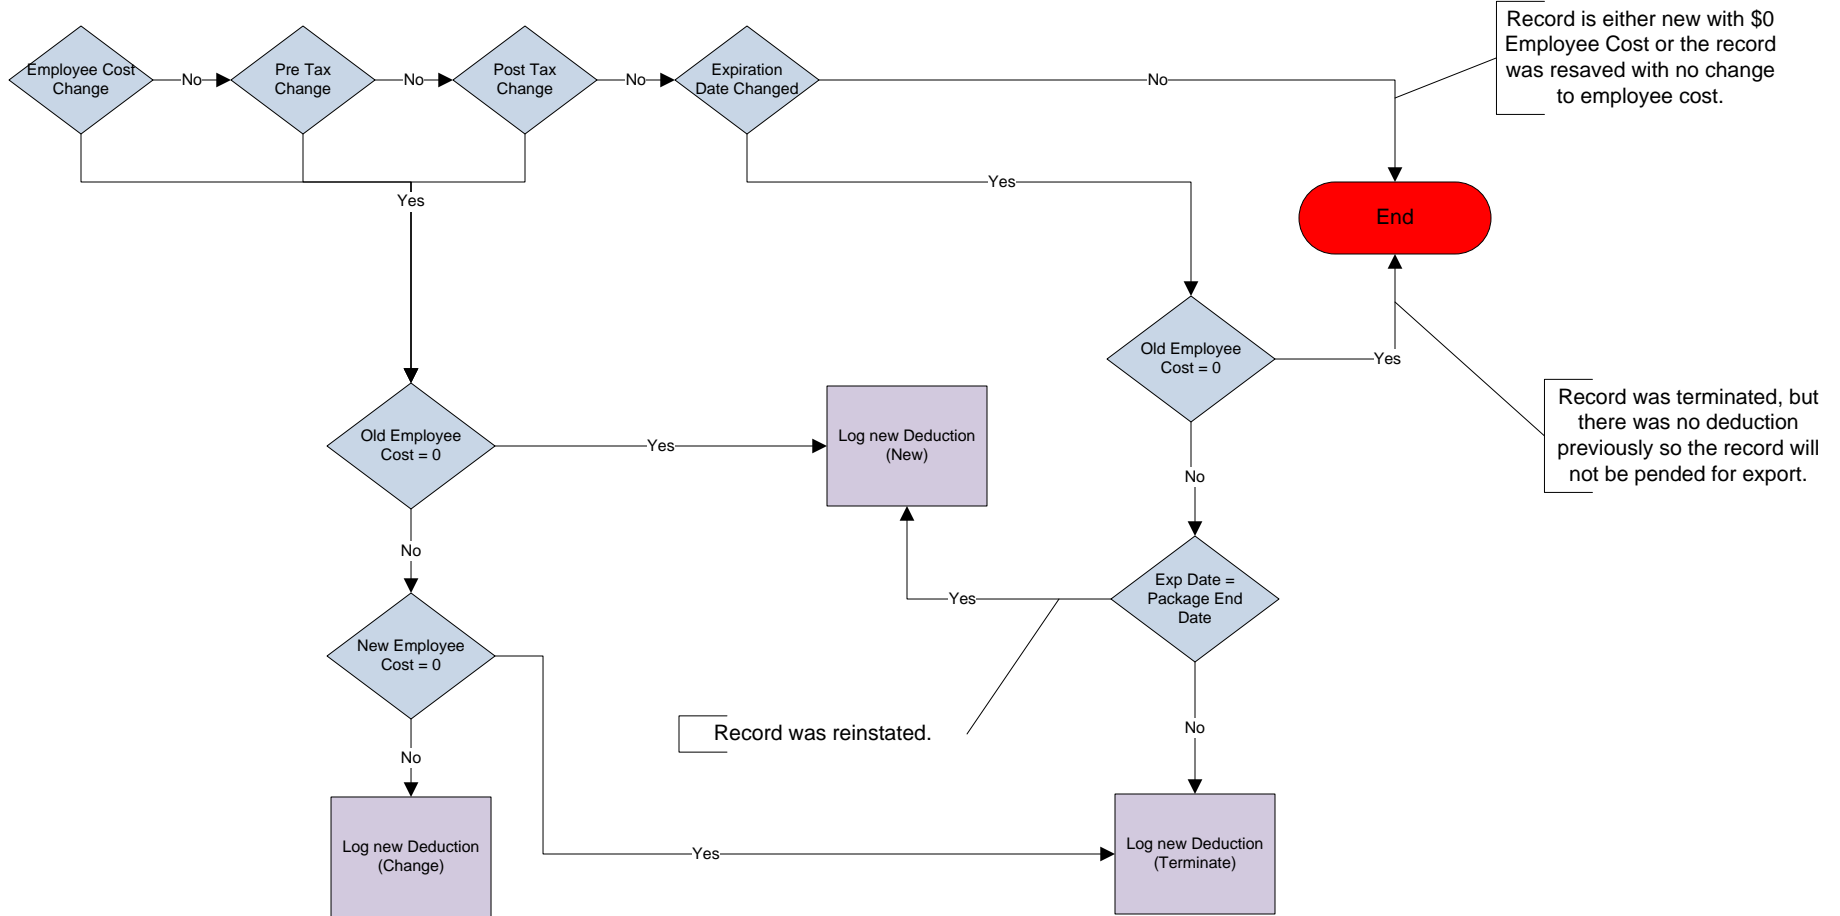 Record is either new with $0
Employee Cost or the record
was resaved with no change
to employee cost.
Employee Cost
Change
No
Pre Tax
Change
No
Post Tax
Change
No
Expiration
Date Changed
No
Yes
Yes
End
Old Employee
Cost = 0
Yes
Record was terminated, but
there was no deduction
previously so the record will
not be pended for export.
Old Employee
Cost = 0
Yes
Log new Deduction
(New)
No
No
Exp Date =
Package End
Date
Yes
New Employee
Cost = 0
Record was reinstated.
No
No
Log new Deduction
(Change)
Yes
Log new Deduction
(Terminate)